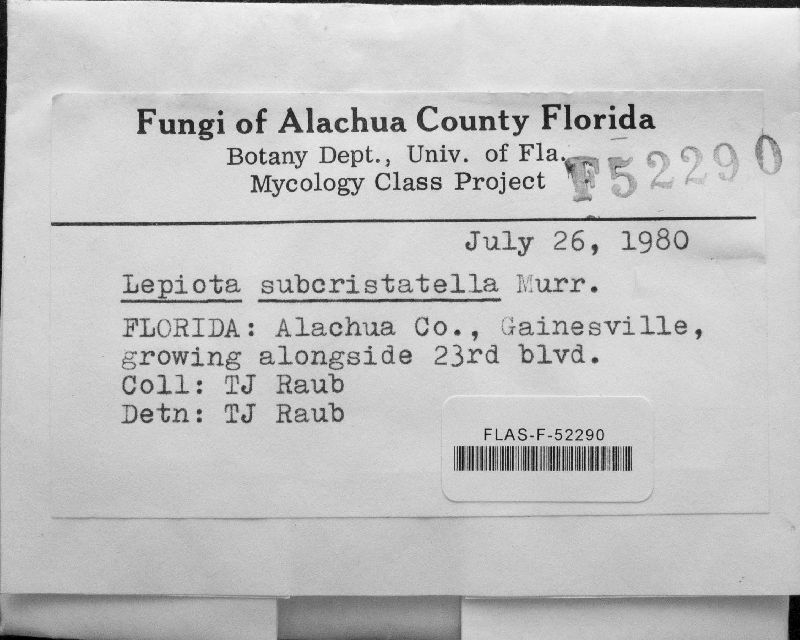 Fungi of Alachua County Florida
Botany Dept., Univ. of Fla.
Mycology Class Project
F52290
July 26, 1980
Lepiota subcristatella Murr.
FLORIDA: Alachua Co., Gainesville,
growing alongside 23rd blvd.
Coll: TJ Raub
Detn: TJ Raub
FLAS-F-52290